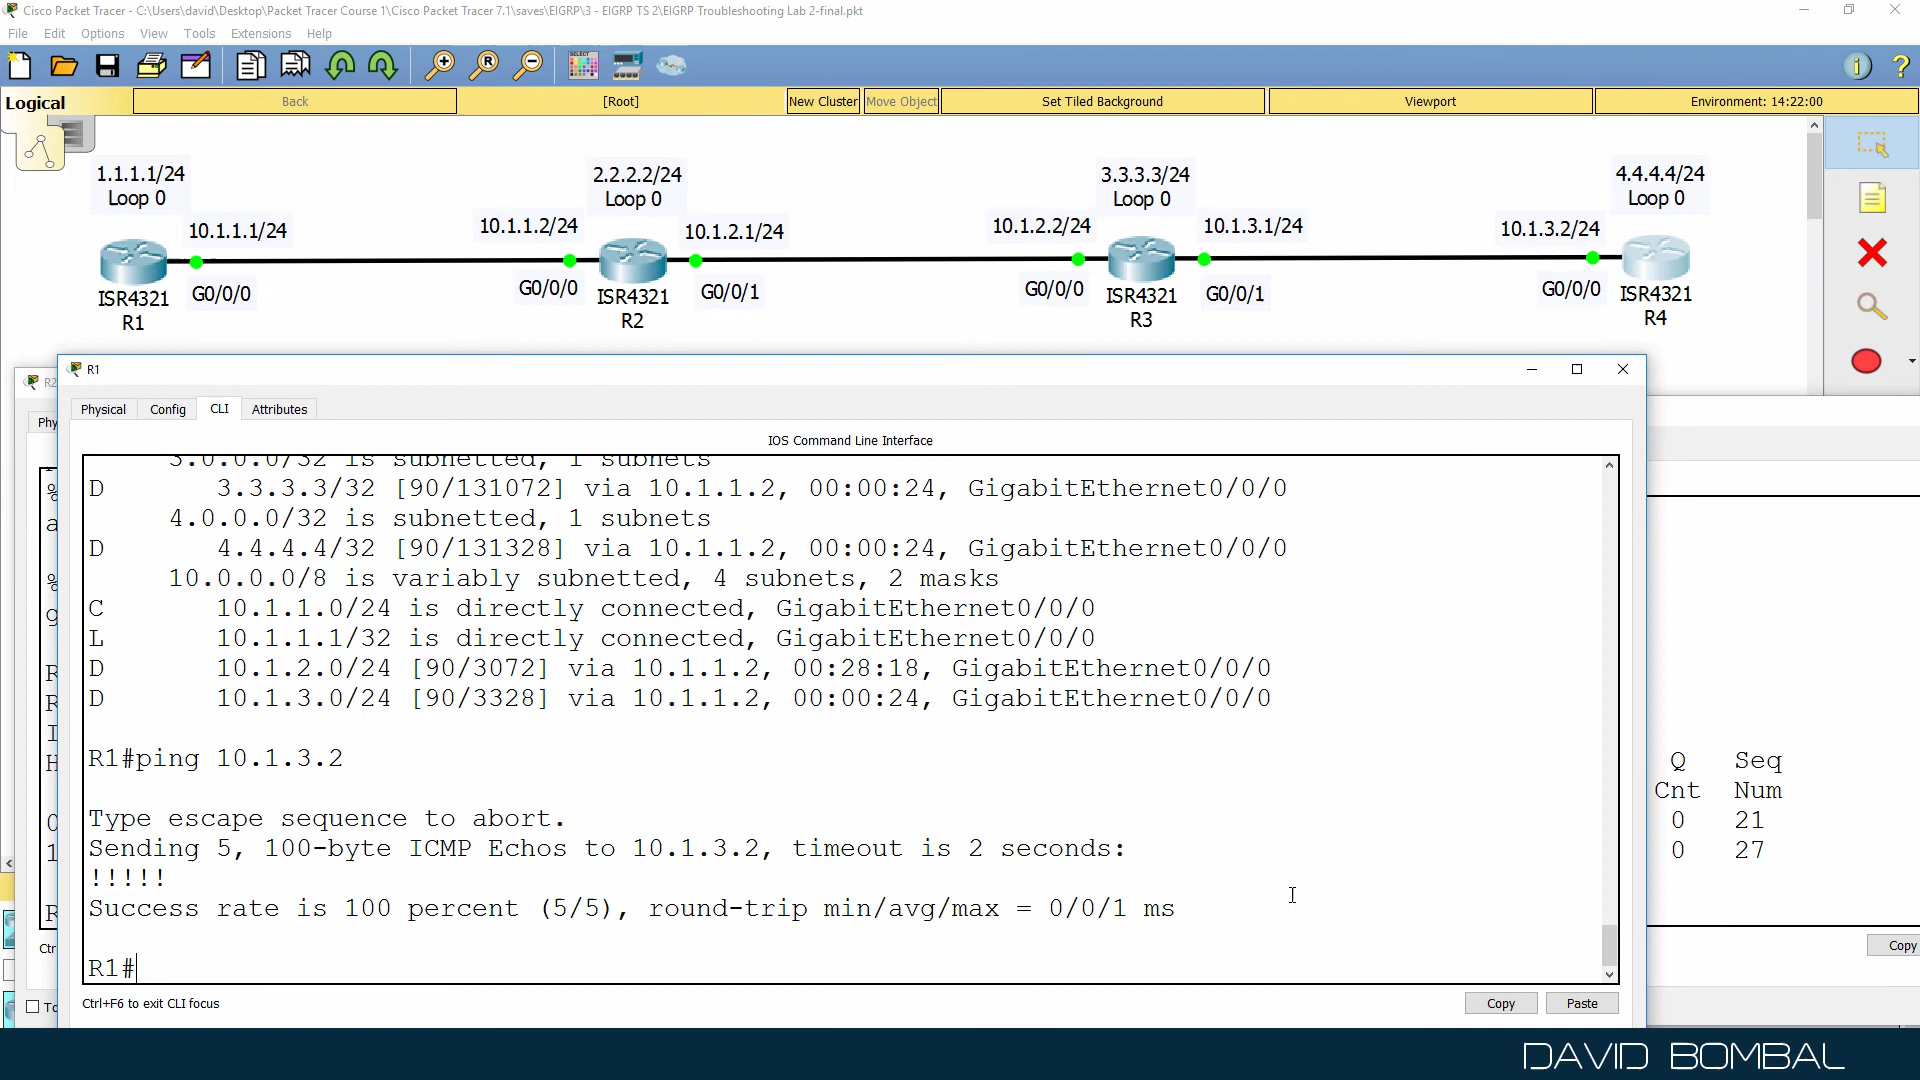 Cisco Packet Tracer - C:\Users\david\Desktop\Packet Tracer Course 1\Cisco Packet Tracer 7.1\saves\EIGRP\3 - EIGRP TS 2\EIGRP Troubleshooting Lab 2-final.pkt
File Edit Options View Tools Extensions Help
Logical Back [Root] New Cluster Move Object Set Tiled Background Viewport Environment: 14:22:00
1.1.1.1/24 2.2.2.2/24 3.3.3.3/24 4.4.4.4/24
Loop 0 Loop 0 Loop 0 Loop 0
10.1.1.1/24 10.1.1.2/24 10.1.2.1/24 10.1.2.2/24 10.1.3.1/24 10.1.3.2/24
ISR4321 G0/0/0 G0/0/0 ISR4321 G0/0/1 G0/0/0 ISR4321 G0/0/1 G0/0/0 ISR4321
R1 R2 R3 R4
R1
Physical Config CLI Attributes
IOS Command Line Interface
3.0.0.0/32 is subnetted, 1 subnets
D 3.3.3.3/32 [90/131072] via 10.1.1.2, 00:00:24, GigabitEthernet0/0/0
4.0.0.0/32 is subnetted, 1 subnets
D 4.4.4.4/32 [90/131328] via 10.1.1.2, 00:00:24, GigabitEthernet0/0/0
10.0.0.0/8 is variably subnetted, 4 subnets, 2 masks
C 10.1.1.0/24 is directly connected, GigabitEthernet0/0/0
L 10.1.1.1/32 is directly connected, GigabitEthernet0/0/0
D 10.1.2.0/24 [90/3072] via 10.1.1.2, 00:28:18, GigabitEthernet0/0/0
D 10.1.3.0/24 [90/3328] via 10.1.1.2, 00:00:24, GigabitEthernet0/0/0
R1#ping 10.1.3.2
Type escape sequence to abort.
Sending 5, 100-byte ICMP Echos to 10.1.3.2, timeout is 2 seconds:
!!!!!
Success rate is 100 percent (5/5), round-trip min/avg/max = 0/0/1 ms
R1#
Ctrl+F6 to exit CLI focus
Copy Paste
Q Seq
Cnt Num
0 21
0 27
Copy
DAVID BOMBAL